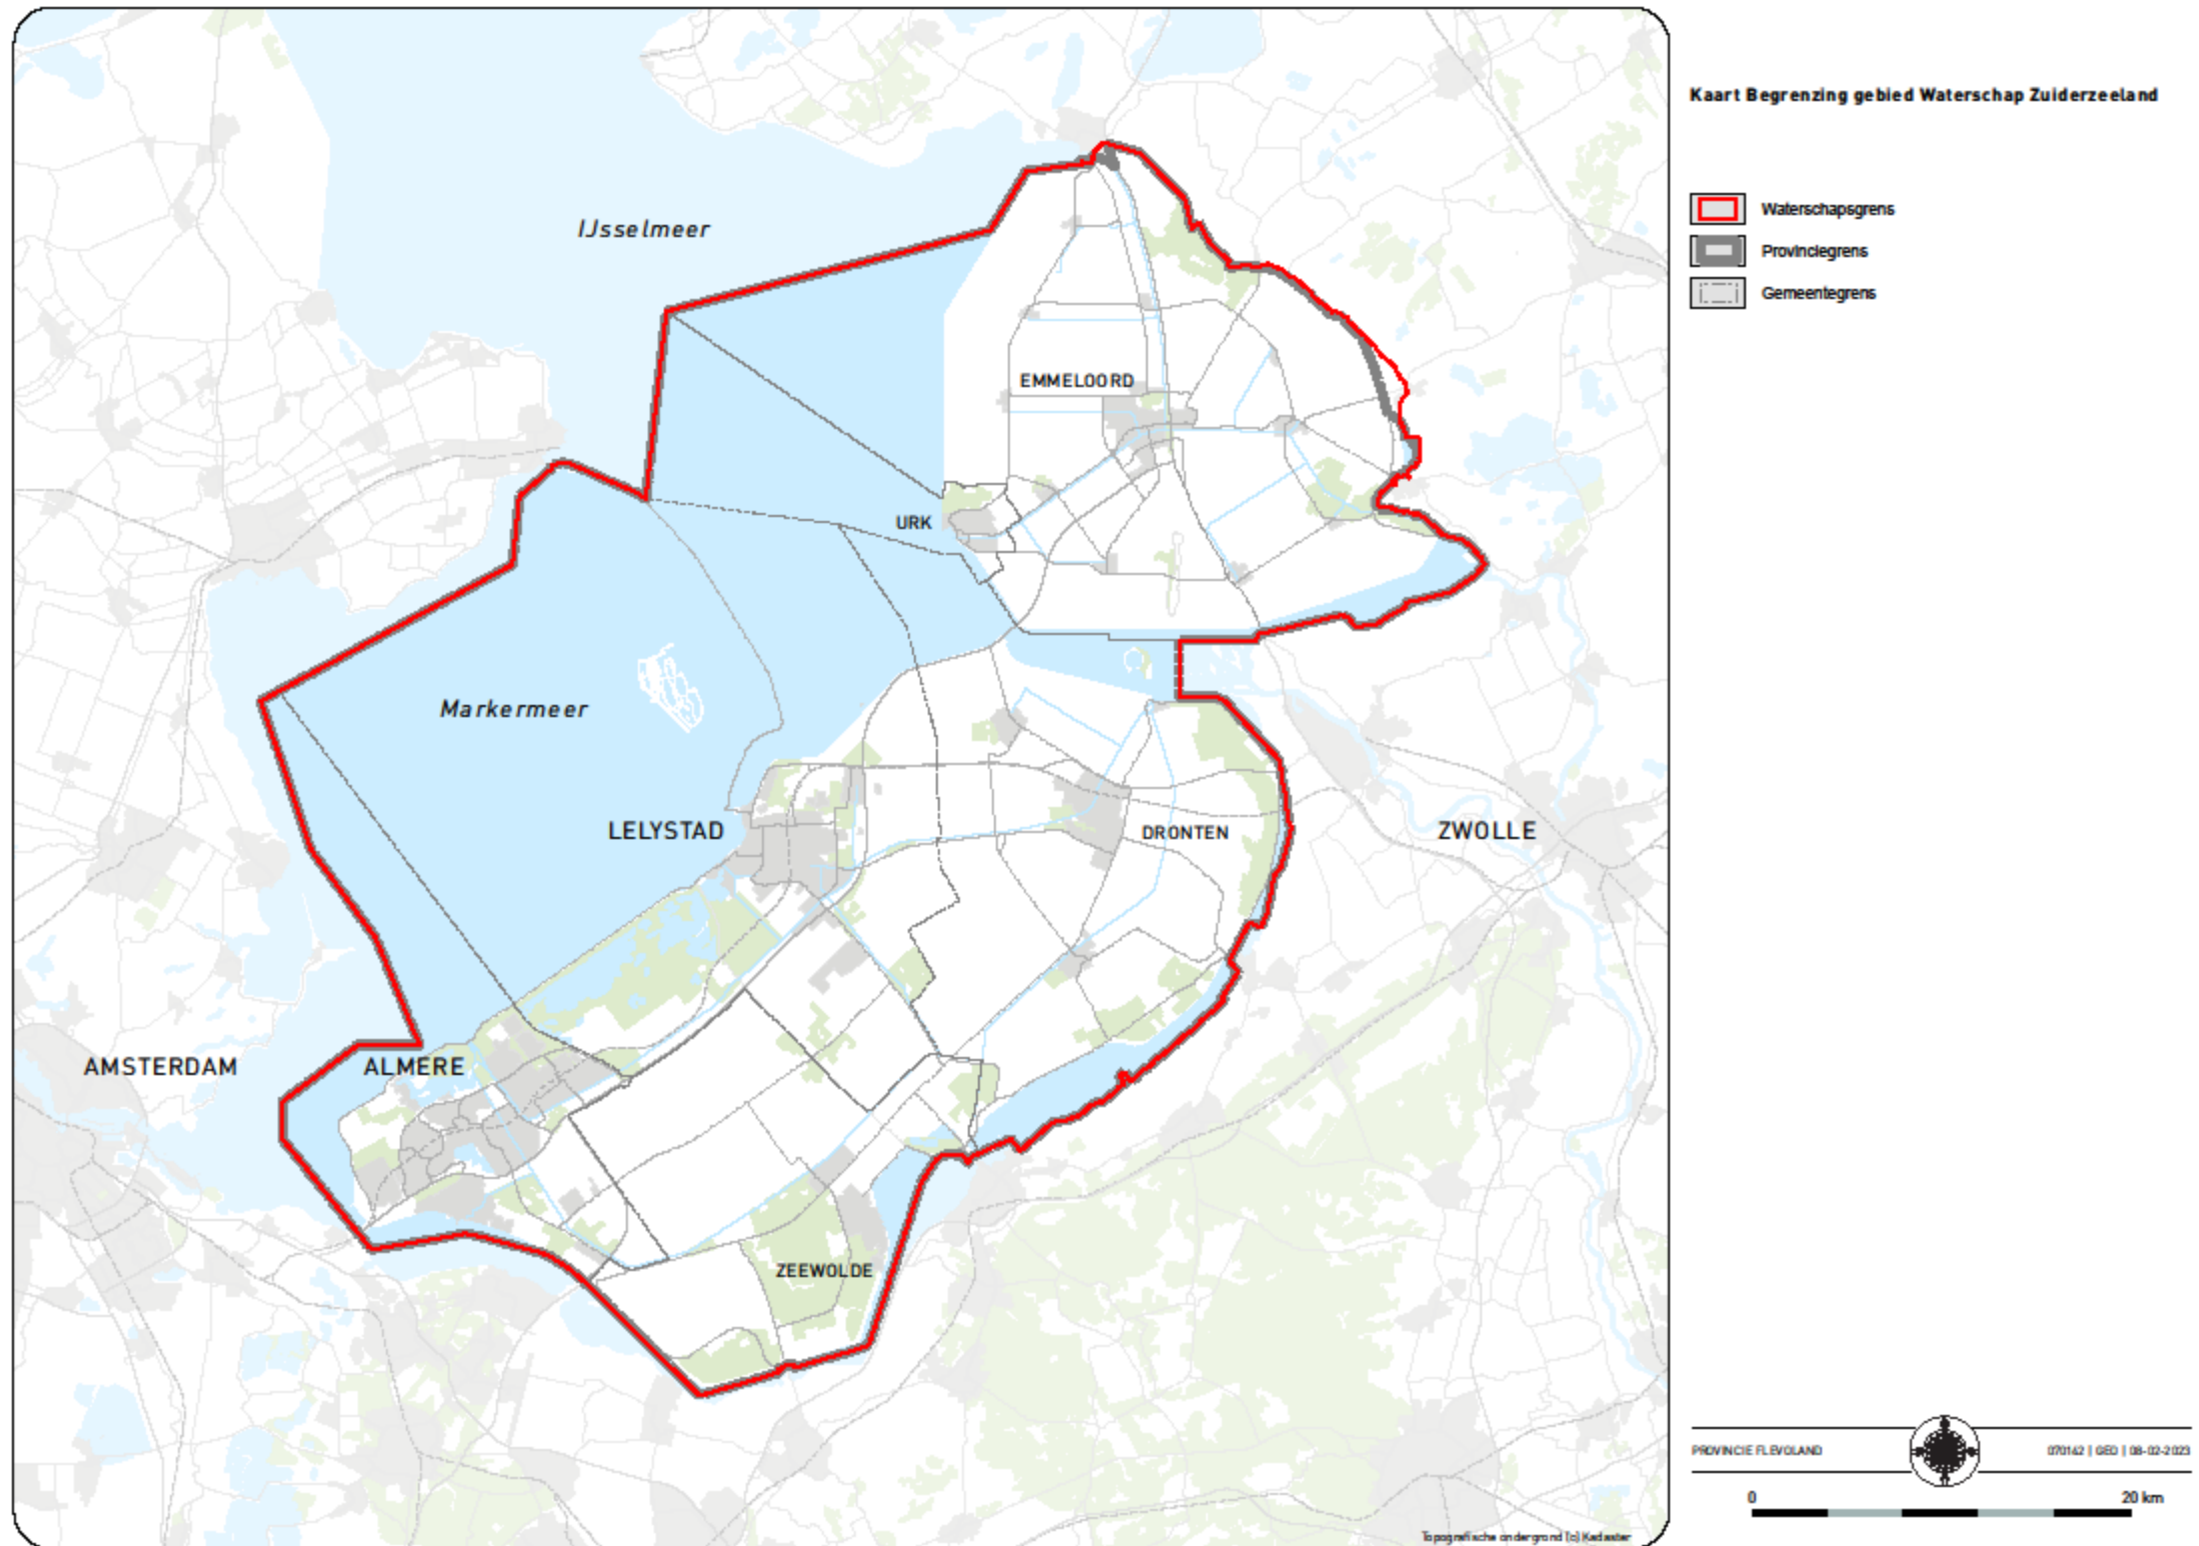 Kaart Begrenzing gebied Waterschap Zuiderzeeland
Waterschapsgrens
Provinciegrens
Gemeentegrens
IJsselmeer
EMMELOORD
URK
Markermeer
LELYSTAD
DRONTEN
ZWOLLE
AMSTERDAM
ALMERE
ZEEWOLDE
PROVINCIE FLEVOLAND
070162 | GEO | 08-02-2023
0 20 km
Topografische ondergrond (c) Kadaster